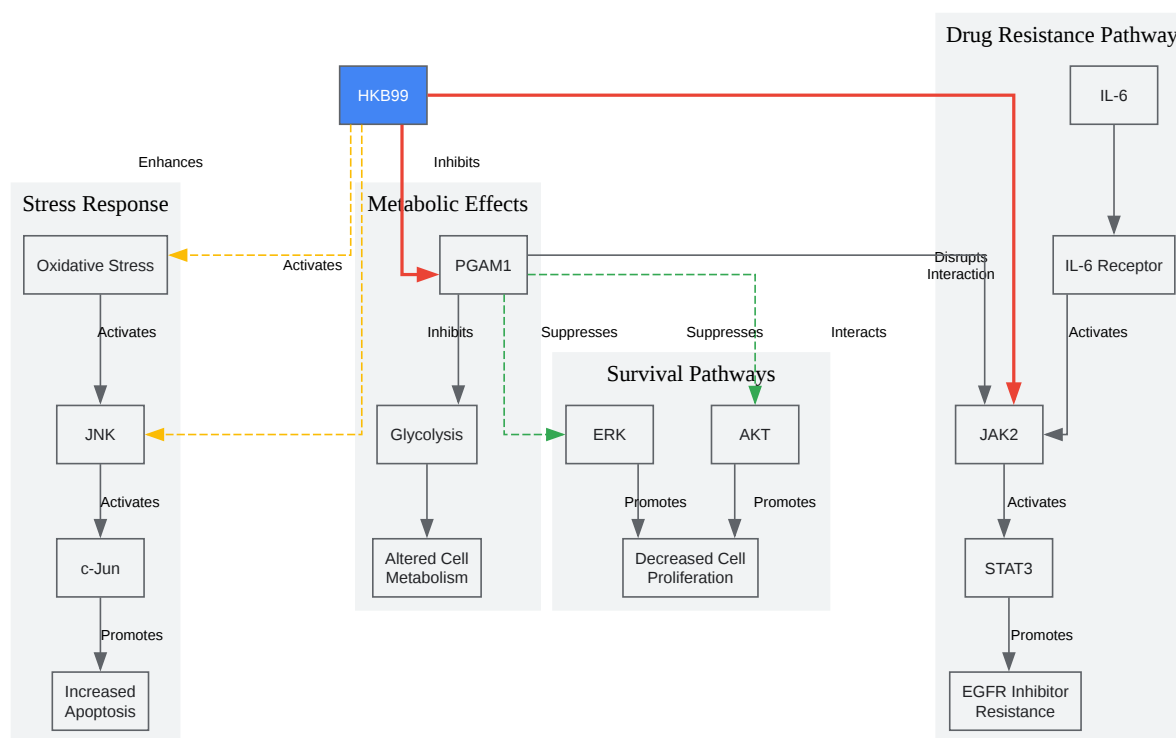 Drug Resistance Pathway
HKB99
IL-6
Enhances
Inhibits
Stress Response
Metabolic Effects
Oxidative Stress
Activates
PGAM1
Disrupts
Interaction
IL-6 Receptor
Activates
Inhibits
Suppresses
Suppresses
Interacts
Activates
Survival Pathways
JNK
Glycolysis
ERK
AKT
JAK2
Activates
Promotes
Promotes
Activates
c-Jun
Altered Cell
Metabolism
Decreased Cell
Proliferation
STAT3
Promotes
Promotes
Increased
Apoptosis
EGFR Inhibitor
Resistance